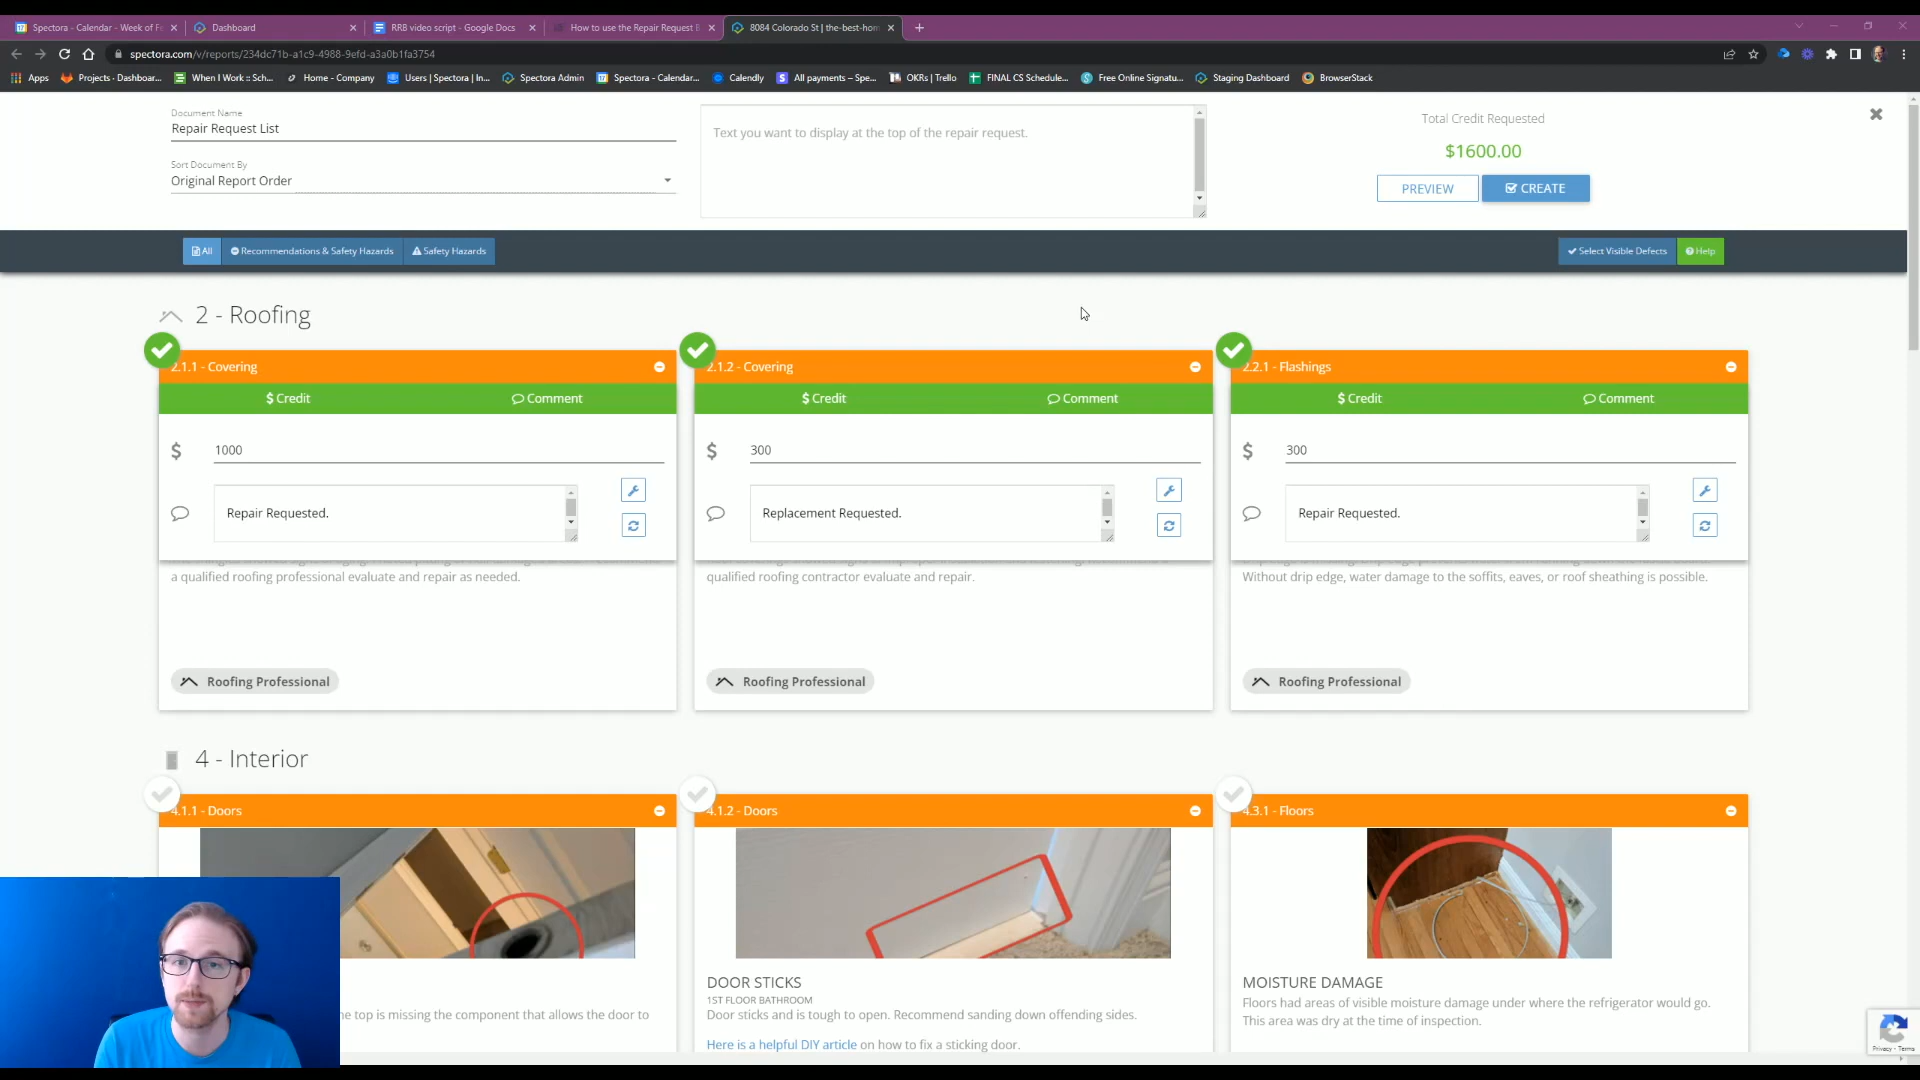 Spectora - Calendar - Week of Fe
Dashboard
RRB video script - Google Docs
How to use the Repair Request B
8084 Colorado St | the-best-hom
spectora.com/v/reports/234dc71b-a1c9-4988-9efd-a3a0b1fa3754
Apps
Projects · Dashboar...
When I Work :: Sch...
Home - Company
Users | Spectora | In...
Spectora Admin
Spectora - Calendar...
Calendly
All payments – Spe...
OKRs | Trello
FINAL CS Schedule...
Free Online Signatu...
Staging Dashboard
BrowserStack
Document Name
Repair Request List
Sort Document By
Original Report Order
Text you want to display at the top of the repair request.
Total Credit Requested
$1600.00
PREVIEW
CREATE
All
Recommendations & Safety Hazards
Safety Hazards
Select Visible Defects
Help
2 - Roofing
2.1.1 - Covering
2.1.2 - Covering
2.2.1 - Flashings
$ Credit
Comment
$ Credit
Comment
$ Credit
Comment
$ 1000
$ 300
$ 300
Repair Requested.
Replacement Requested.
Repair Requested.
a qualified roofing professional evaluate and repair as needed.
qualified roofing contractor evaluate and repair.
Without drip edge, water damage to the soffits, eaves, or roof sheathing is possible.
Roofing Professional
Roofing Professional
Roofing Professional
4 - Interior
4.1.1 - Doors
4.1.2 - Doors
4.3.1 - Floors
he top is missing the component that allows the door to
DOOR STICKS
1ST FLOOR BATHROOM
Door sticks and is tough to open. Recommend sanding down offending sides.
Here is a helpful DIY article on how to fix a sticking door.
MOISTURE DAMAGE
Floors had areas of visible moisture damage under where the refrigerator would go.
This area was dry at the time of inspection.
Privacy - Terms